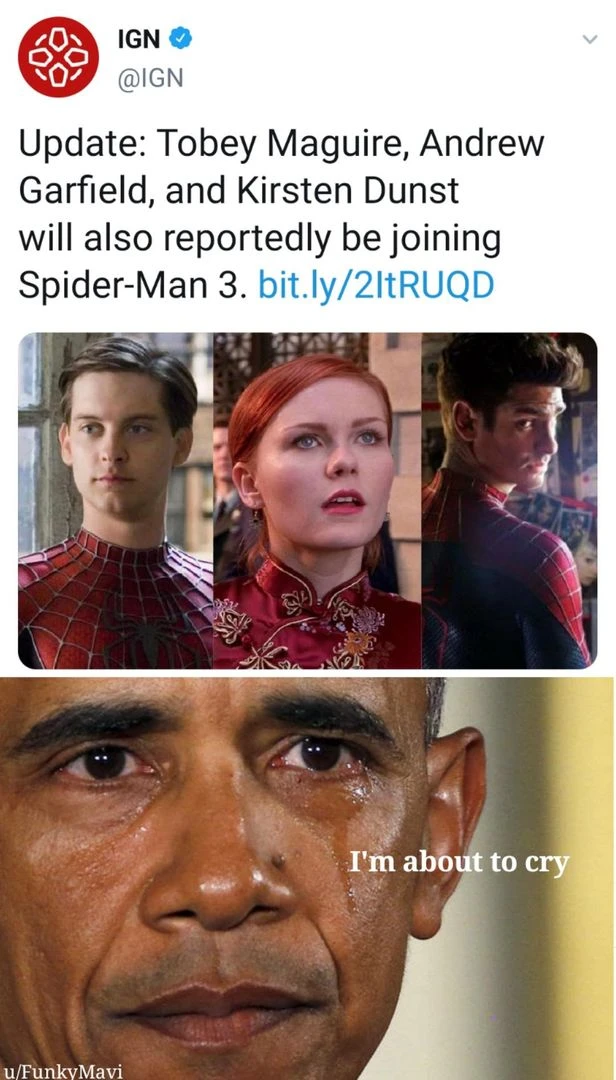 IGN
@IGN
Update: Tobey Maguire, Andrew
Garfield, and Kirsten Dunst
will also reportedly be joining
Spider-Man 3. bit.ly/2ItRUQD
I'm about to cry
u/FunkyMavi